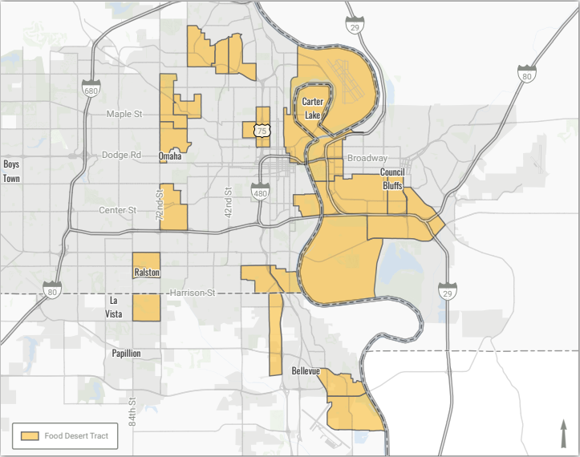 29
80
680
Maple St
Carter
Lake
75
Dodge Rd
Omaha
Broadway
Boys
Town
Council
Bluffs
480
72nd St
42nd St
Center St
Ralston
80
Harrison St
29
La
Vista
Papillion
Bellevue
84th St
Food Desert Tract